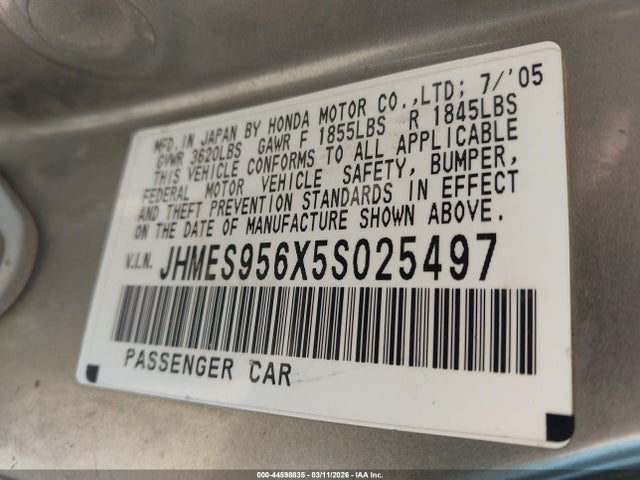 MFD. IN JAPAN BY HONDA MOTOR CO.,LTD; 7/'05
GVWR 3620LBS GAWR F 1855LBS R 1845LBS
THIS VEHICLE CONFORMS TO ALL APPLICABLE
FEDERAL MOTOR VEHICLE SAFETY, BUMPER,
AND THEFT PREVENTION STANDARDS IN EFFECT
ON THE DATE OF MANUFACTURE SHOWN ABOVE.
V.I.N. JHMES956X5S025497
PASSENGER CAR
000-44598835 - 03/11/2026 - IAA Inc.